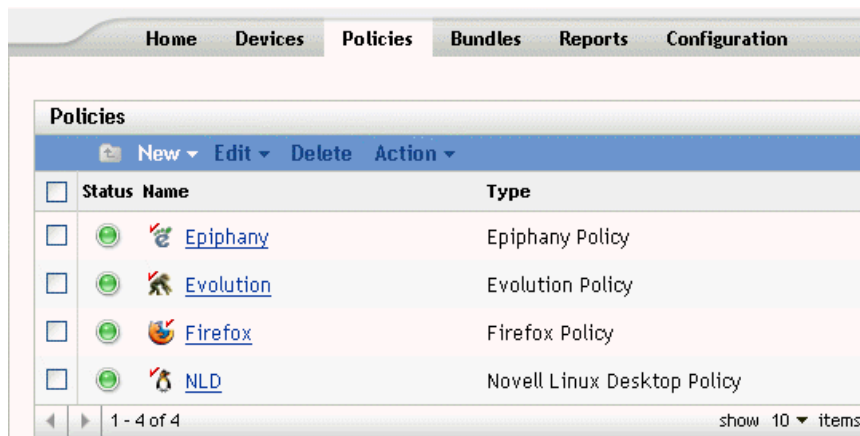 Home Devices Policies Bundles Reports Configuration
Policies
New Edit Delete Action
Status Name Type
Epiphany Epiphany Policy
Evolution Evolution Policy
Firefox Firefox Policy
NLD Novell Linux Desktop Policy
1 - 4 of 4 show 10 items